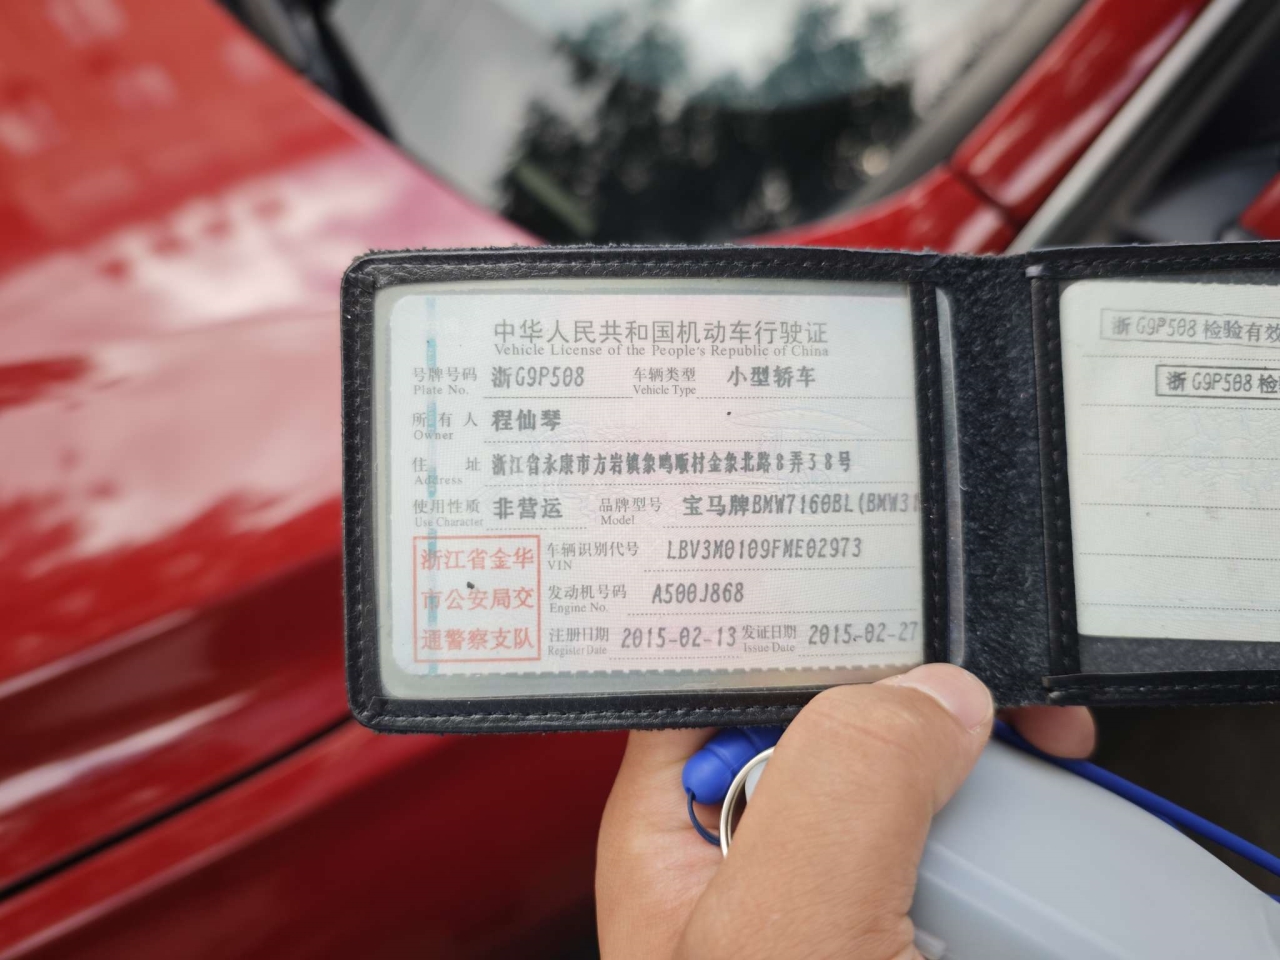 中华人民共和国机动车行驶证
Vehicle License of the People's Republic of China
号牌号码 浙G9P508 车辆类型 小型轿车
Plate No. Vehicle Type
所有人 程仙琴
Owner
住址 浙江省永康市方岩镇象鸣顺村金象北路8弄38号
Address
使用性质 非营运 品牌型号 宝马牌BMW7160BL(BMW31
Use Character Model
浙江省金华
市公安局交
通警察支队
车辆识别代号 LBV3M0109FME02973
VIN
发动机号码 A500J868
Engine No.
注册日期 2015-02-13 发证日期 2015-02-27
Register Date Issue Date
浙G9P508检验有效
浙G9P508检